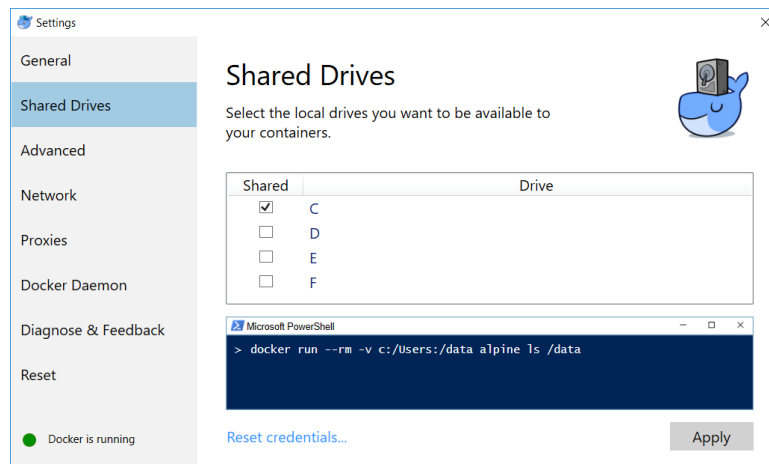 Settings
General
Shared Drives
Advanced
Network
Proxies
Docker Daemon
Diagnose & Feedback
Reset
Docker is running
Shared Drives
Select the local drives you want to be available to
your containers.
Shared Drive
C
D
E
F
Microsoft PowerShell
> docker run --rm -v c:/Users:/data alpine ls /data
Reset credentials...
Apply